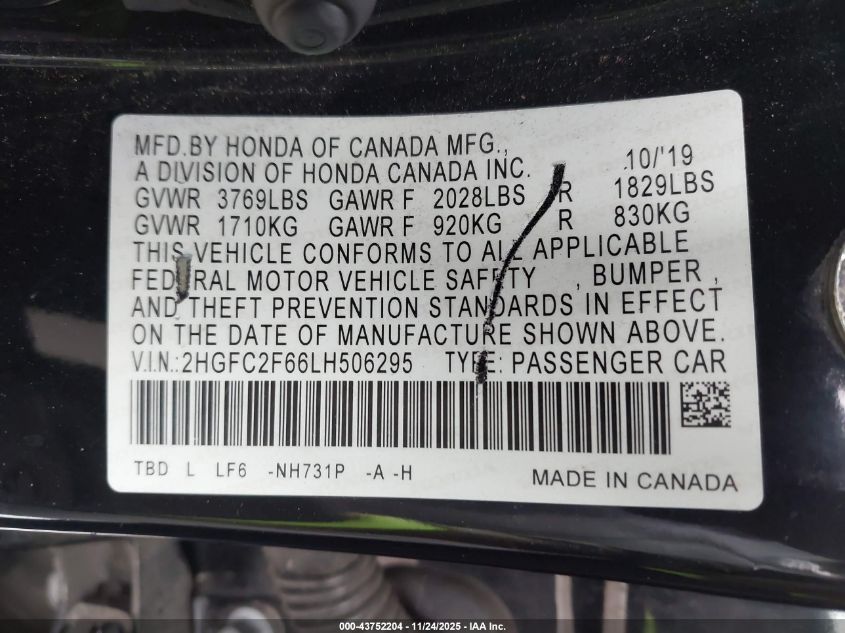 MFD.BY HONDA OF CANADA MFG., 10/'19
A DIVISION OF HONDA CANADA INC.
GVWR 3769LBS GAWR F 2028LBS R 1829LBS
GVWR 1710KG GAWR F 920KG R 830KG
THIS VEHICLE CONFORMS TO ALL APPLICABLE
FEDERAL MOTOR VEHICLE SAFETY , BUMPER ,
AND THEFT PREVENTION STANDARDS IN EFFECT
ON THE DATE OF MANUFACTURE SHOWN ABOVE.
V.I.N.: 2HGFC2F66LH506295 TYPE: PASSENGER CAR
TBD L LF6 -NH731P -A -H
MADE IN CANADA
000-43752204 - 11/24/2025 - IAA Inc.